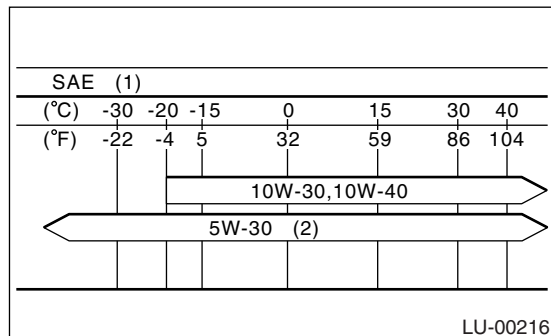 SAE (1)
(°C) -30 -20 -15 0 15 30 40
(°F) -22 -4 5 32 59 86 104
10W-30,10W-40
5W-30 (2)
LU-00216